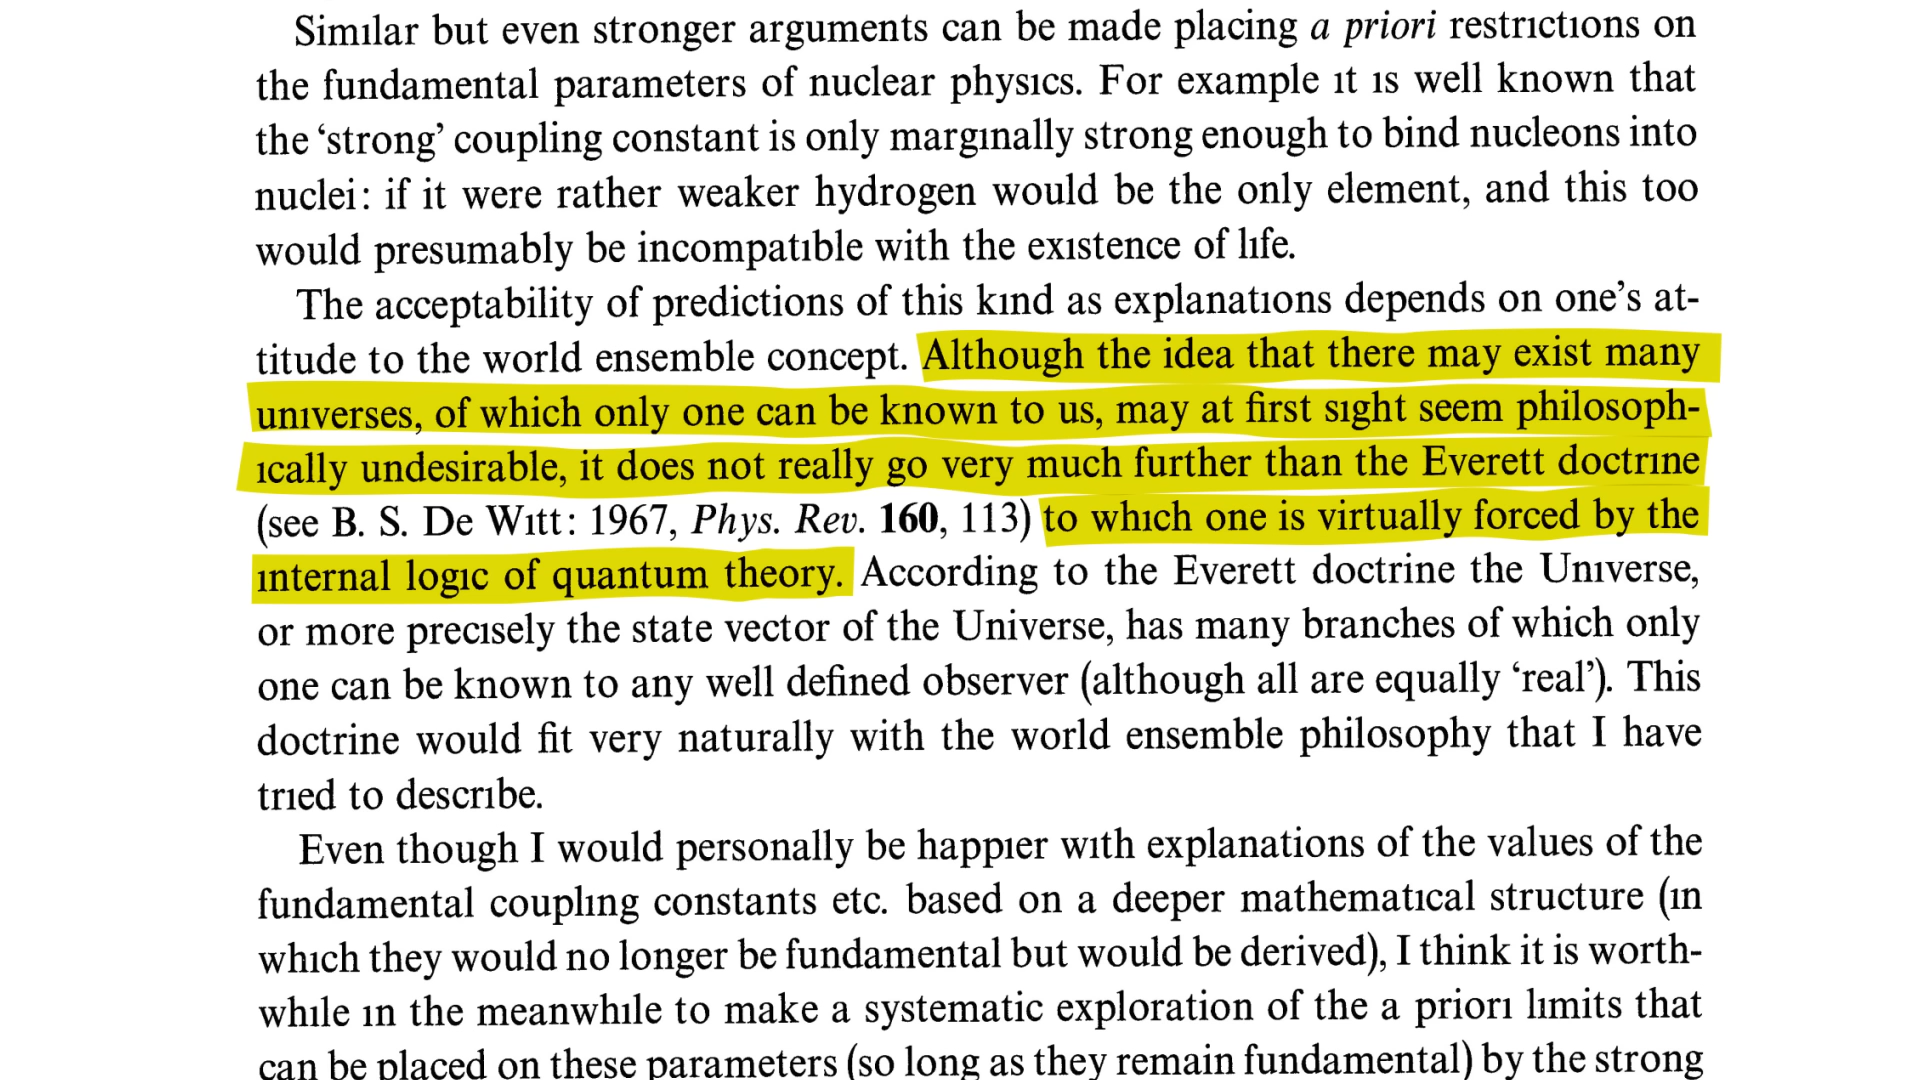 Similar but even stronger arguments can be made placing a priori restrictions on
the fundamental parameters of nuclear physics. For example it is well known that
the ‘strong’ coupling constant is only marginally strong enough to bind nucleons into
nuclei: if it were rather weaker hydrogen would be the only element, and this too
would presumably be incompatible with the existence of life.
The acceptability of predictions of this kind as explanations depends on one’s at-
titude to the world ensemble concept. Although the idea that there may exist many
universes, of which only one can be known to us, may at first sight seem philosoph-
ically undesirable, it does not really go very much further than the Everett doctrine
(see B. S. De Witt: 1967, Phys. Rev. 160, 113) to which one is virtually forced by the
internal logic of quantum theory. According to the Everett doctrine the Universe,
or more precisely the state vector of the Universe, has many branches of which only
one can be known to any well defined observer (although all are equally ‘real’). This
doctrine would fit very naturally with the world ensemble philosophy that I have
tried to describe.
Even though I would personally be happier with explanations of the values of the
fundamental coupling constants etc. based on a deeper mathematical structure (in
which they would no longer be fundamental but would be derived), I think it is worth-
while in the meanwhile to make a systematic exploration of the a priori limits that
can be placed on these parameters (so long as they remain fundamental) by the strong